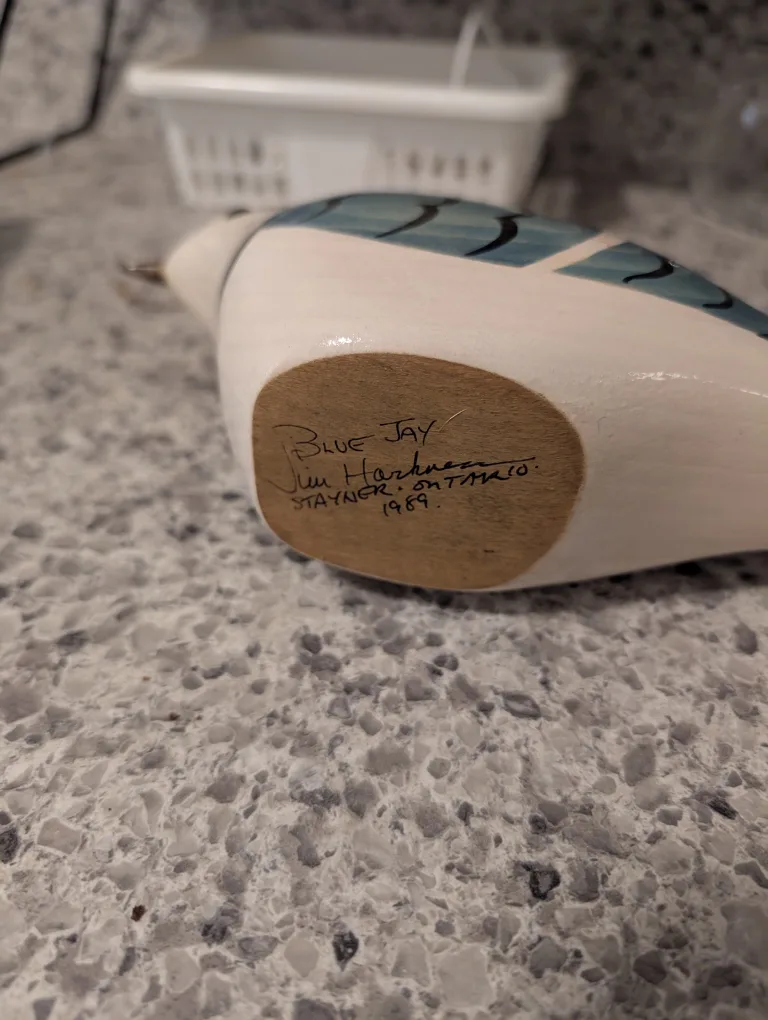 BLUE JAY
Jim Harkness
STAYNER. ONTARIO.
1989.